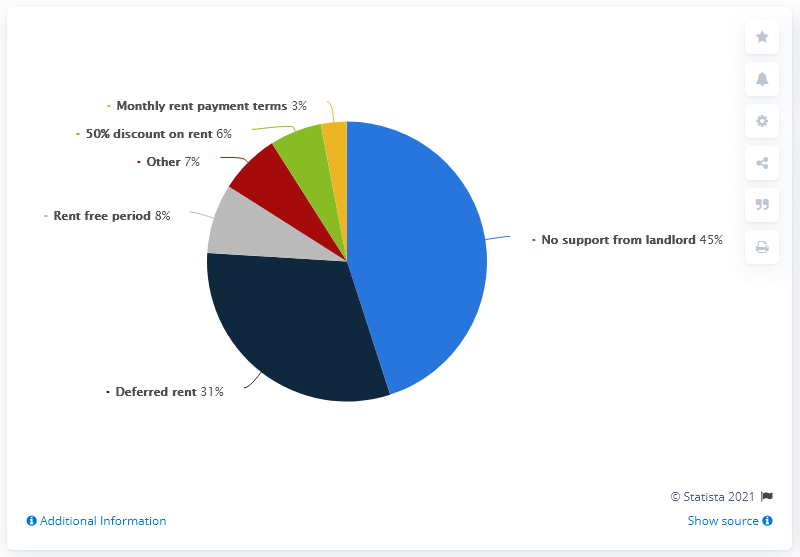 Monthly rent payment terms 3%
50% discount on rent 6%
Other 7%
Rent free period 8%
No support from landlord 45%
Deferred rent 31%
© Statista 2021
Additional Information
Show source